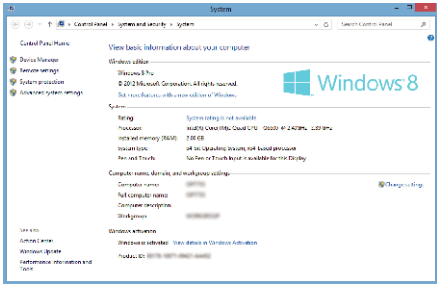 System
Control Panel ▸ System and Security ▸ System
Search Control Panel
Control Panel Home
Device Manager
Remote settings
System protection
Advanced system settings
View basic information about your computer
Windows edition
Windows 8 Pro
© 2012 Microsoft Corporation. All rights reserved.
Get more features with a new edition of Windows
Windows 8
System
Rating: System rating is not available
Processor: Intel(R) Core(TM)2 Quad CPU
Installed memory (RAM): 2.00 GB
System type: 64-bit Operating System, x64-based processor
Pen and Touch: No Pen or Touch Input is available for this Display
Computer name, domain, and workgroup settings
Computer name:
Change settings
Full computer name:
Computer description:
Workgroup:
Windows activation
Windows is activated View details in Windows Activation
Product ID:
See also
Action Center
Windows Update
Performance Information and
Tools